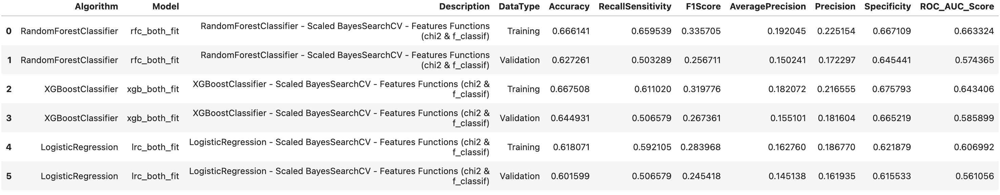 Algorithm Model Description DataType Accuracy RecallSensitivity F1Score AveragePrecision Precision Specificity ROC_AUC_Score
0 RandomForestClassifier rfc_both_fit RandomForestClassifier - Scaled BayesSearchCV - Features Functions (chi2 & f_classif) Training 0.666141 0.659539 0.335705 0.192045 0.225154 0.667109 0.663324
1 RandomForestClassifier rfc_both_fit RandomForestClassifier - Scaled BayesSearchCV - Features Functions (chi2 & f_classif) Validation 0.627261 0.503289 0.256711 0.150241 0.172297 0.645441 0.574365
2 XGBoostClassifier xgb_both_fit XGBoostClassifier - Scaled BayesSearchCV - Features Functions (chi2 & f_classif) Training 0.667508 0.611020 0.319776 0.182072 0.216555 0.675793 0.643406
3 XGBoostClassifier xgb_both_fit XGBoostClassifier - Scaled BayesSearchCV - Features Functions (chi2 & f_classif) Validation 0.644931 0.506579 0.267361 0.155101 0.181604 0.665219 0.585899
4 LogisticRegression lrc_both_fit LogisticRegression - Scaled BayesSearchCV - Features Functions (chi2 & f_classif) Training 0.618071 0.592105 0.283968 0.162760 0.186770 0.621879 0.606992
5 LogisticRegression lrc_both_fit LogisticRegression - Scaled BayesSearchCV - Features Functions (chi2 & f_classif) Validation 0.601599 0.506579 0.245418 0.145138 0.161935 0.615533 0.561056